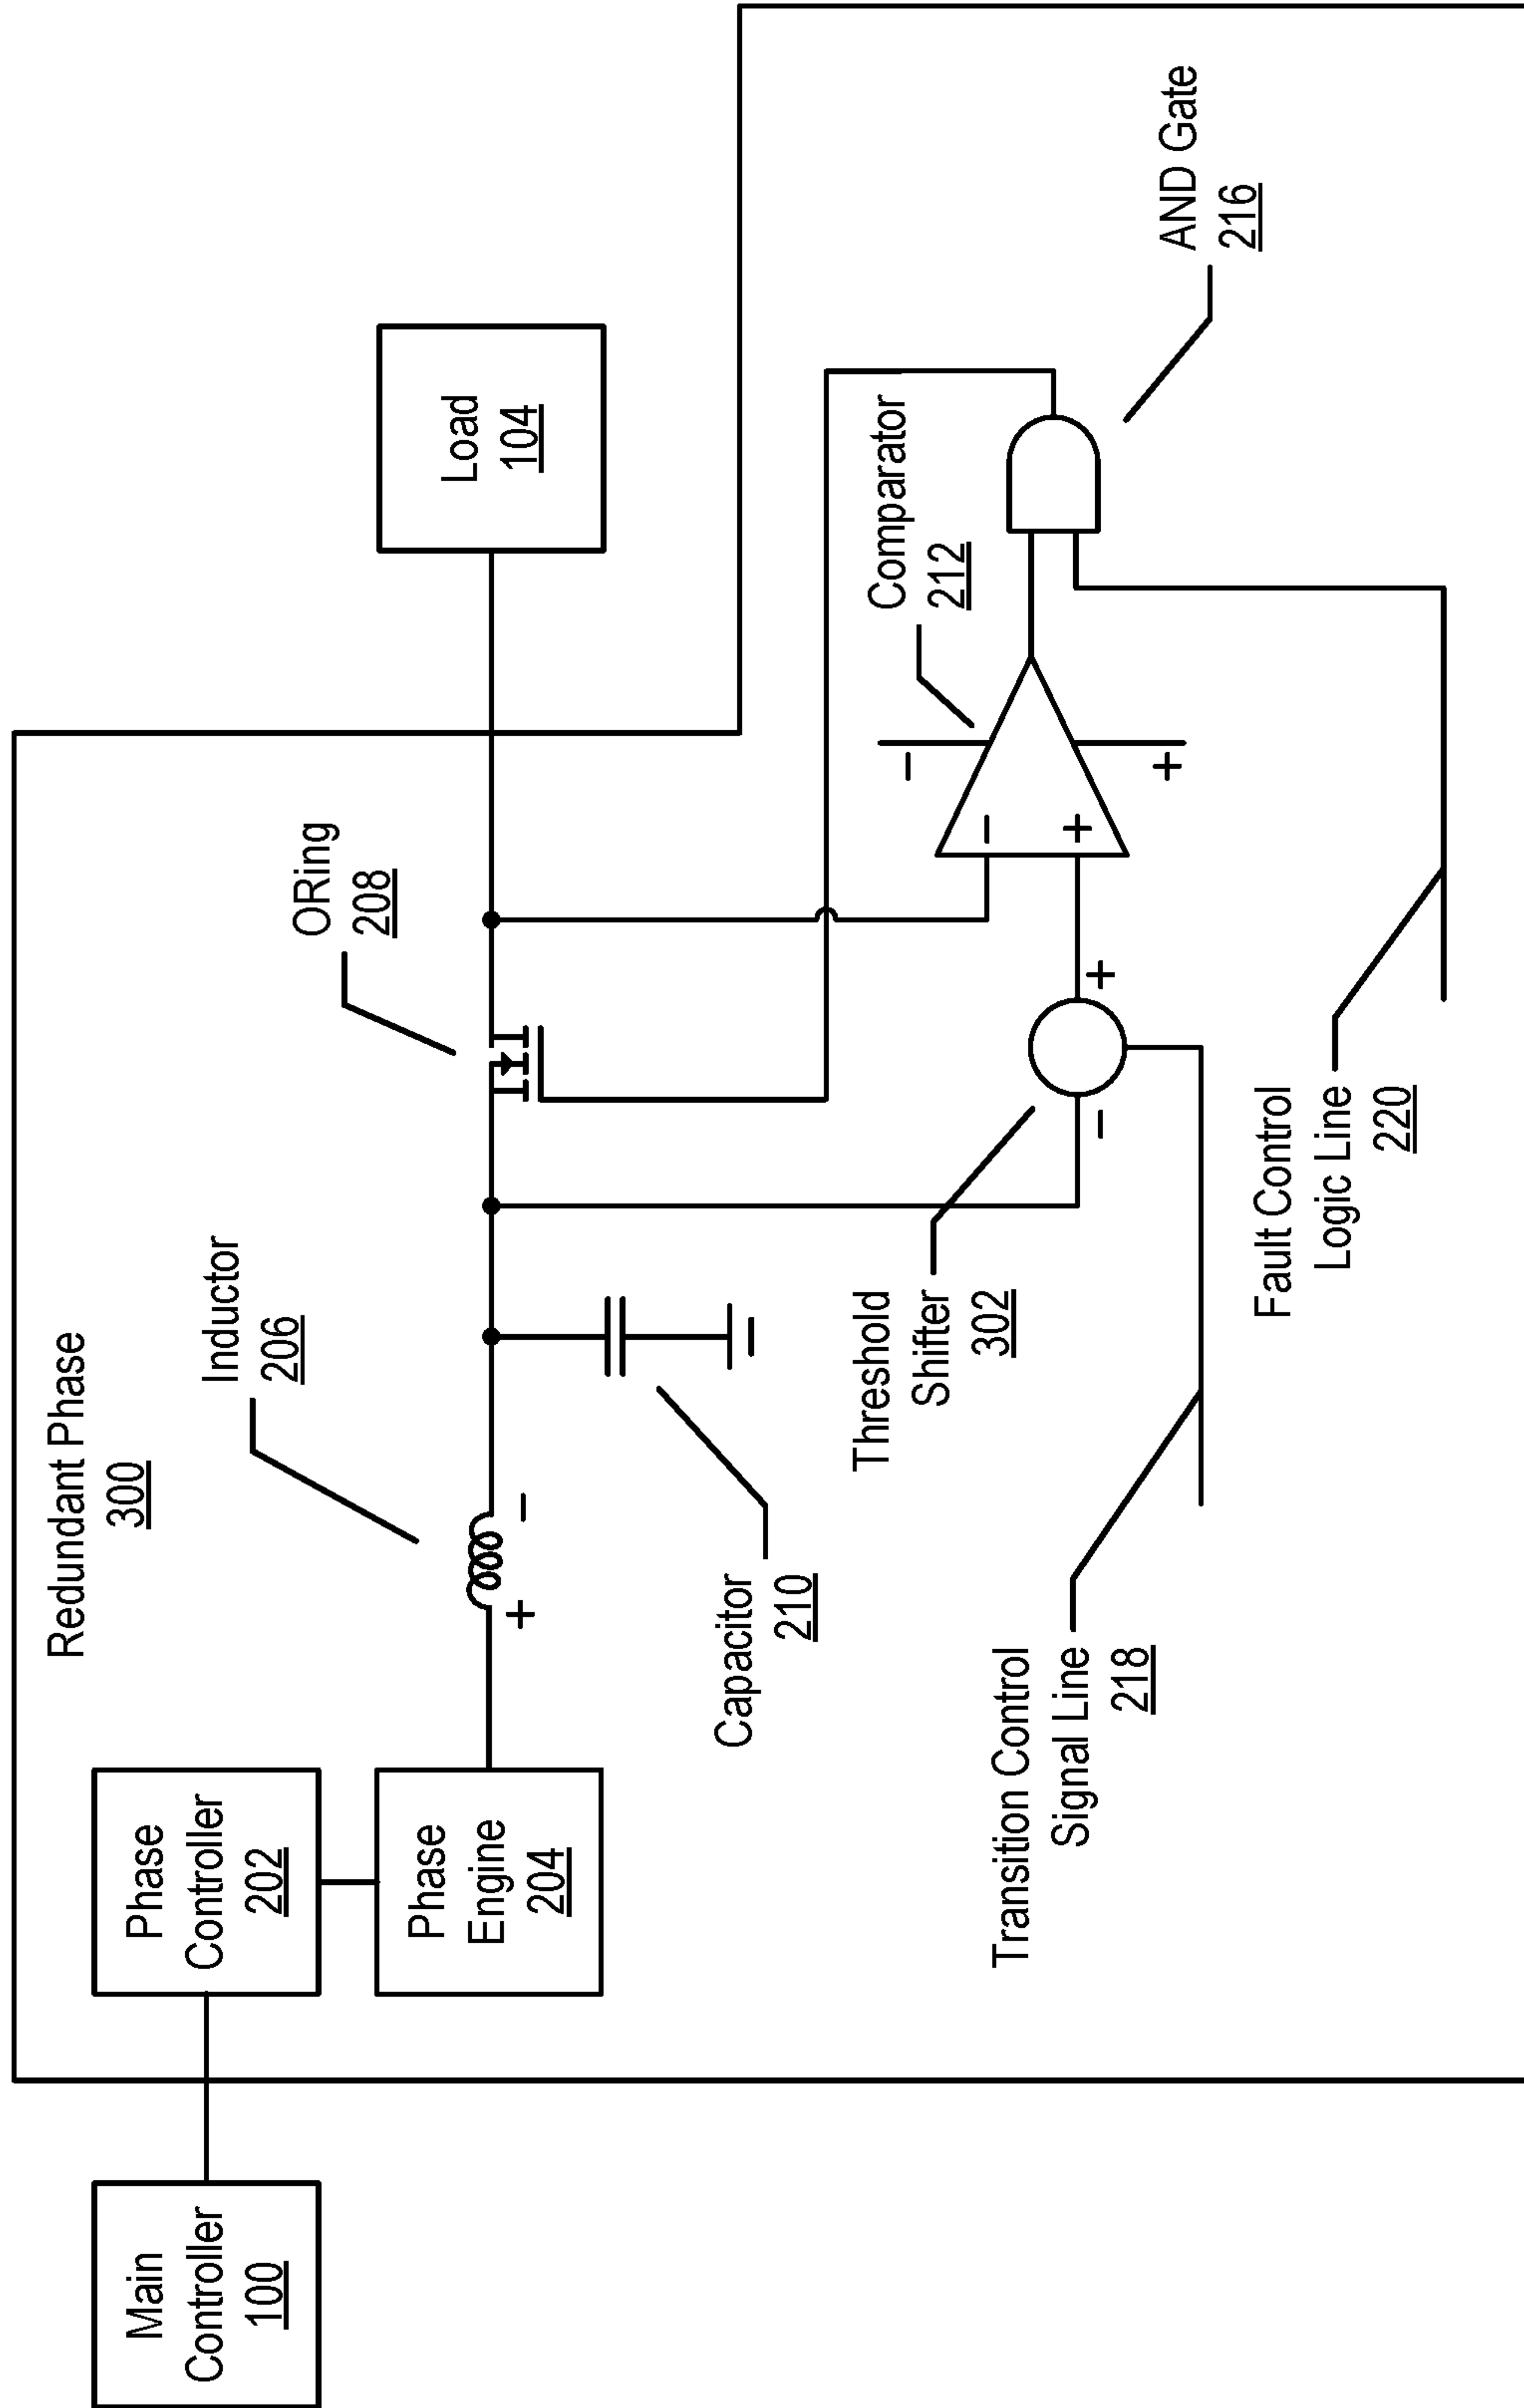 Redundant Phase
300
Main
Controller
100
Phase
Controller
202
Phase
Engine
204
Inductor
206
+
-
ORing
208
Load
104
Capacitor
210
Threshold
Shifter
302
-
+
Comparator
212
-
+
-
+
AND Gate
216
Transition Control
Signal Line
218
Fault Control
Logic Line
220